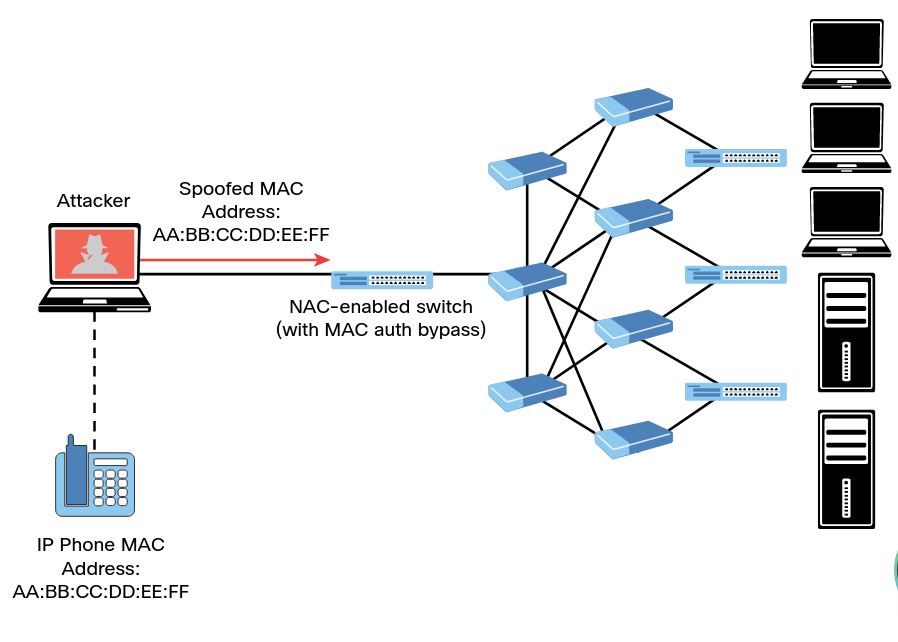 Attacker
Spoofed MAC
Address:
AA:BB:CC:DD:EE:FF
NAC-enabled switch
(with MAC auth bypass)
IP Phone MAC
Address:
AA:BB:CC:DD:EE:FF